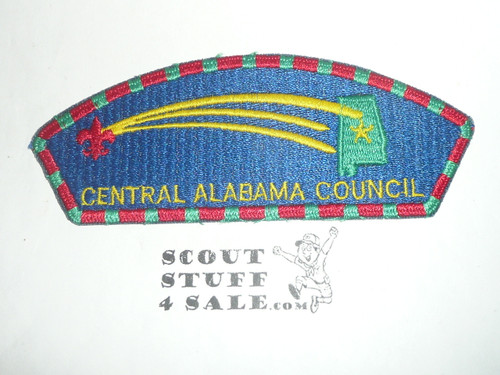 CENTRAL ALABAMA COUNCIL
SCOUT
STUFF
4 SALE.COM